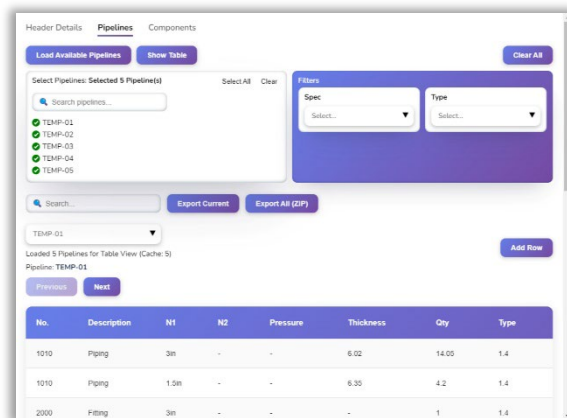 Header Details Pipelines Components
Load Available Pipelines Show Table Clear All
Select Pipelines: Selected 5 Pipeline(s) Select All Clear
Filters
Search pipelines...
Spec Type
Select... Select...
TEMP-01
TEMP-02
TEMP-03
TEMP-04
TEMP-05
Search... Export Current Export All (ZIP)
TEMP-01
Loaded 5 Pipelines for Table View (Cache: 5)
Add Row
Pipeline: TEMP-01
Previous Next
No. Description N1 N2 Pressure Thickness Qty Type
1010 Piping 3in - - 6.02 14.05 1.4
1010 Piping 1.5in - - 6.35 4.2 1.4
2000 Fitting 3in - - - 1 1.4